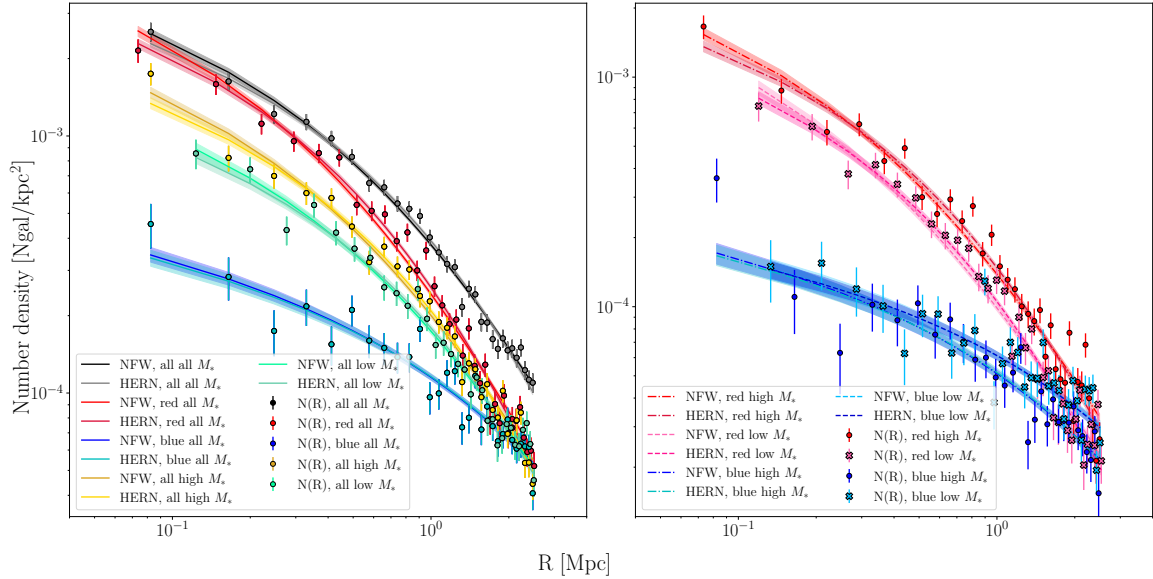 Number density [Ngal/kpc²]
10⁻³
10⁻⁴
NFW, all all M*
HERN, all all M*
NFW, red all M*
HERN, red all M*
NFW, blue all M*
HERN, blue all M*
NFW, all high M*
HERN, all high M*
NFW, all low M*
HERN, all low M*
N(R), all all M*
N(R), red all M*
N(R), blue all M*
N(R), all high M*
N(R), all low M*
10⁻¹
10⁰
10⁻³
10⁻⁴
NFW, red high M*
HERN, red high M*
NFW, red low M*
HERN, red low M*
NFW, blue high M*
HERN, blue high M*
NFW, blue low M*
HERN, blue low M*
N(R), red high M*
N(R), red low M*
N(R), blue high M*
N(R), blue low M*
10⁻¹
10⁰
R [Mpc]